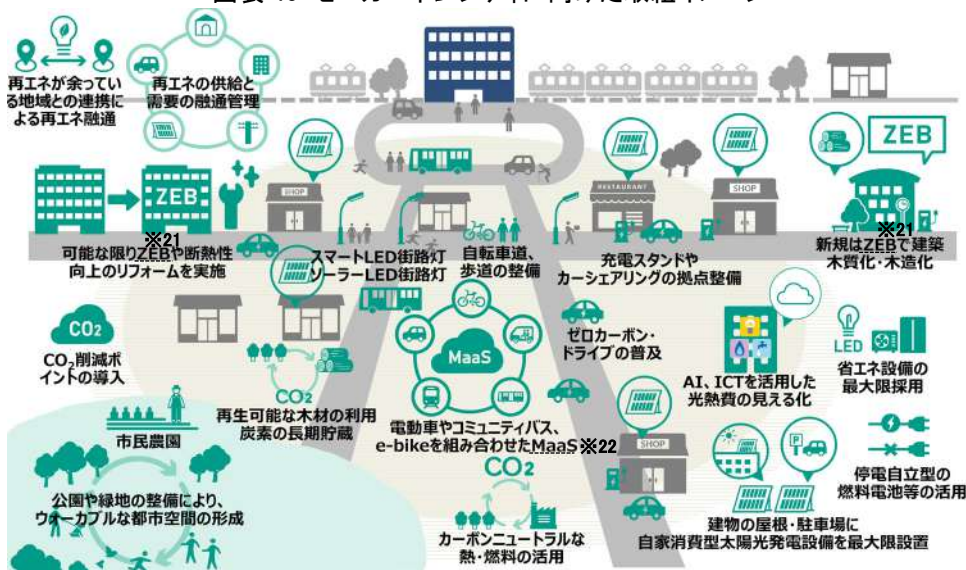 再エネが余ってい
る地域との連携に
よる再エネ融通
再エネの供給と
需要の融通管理
ZEB
ZEB
SHOP
RESTAURANT
SHOP
※21
可能な限りZEBや断熱性
向上のリフォームを実施
スマートLED街路灯
ソーラーLED街路灯
自転車道、
歩道の整備
充電スタンドや
カーシェアリングの拠点整備
※21
新規はZEBで建築
木質化・木造化
CO2
CO2削減ポ
イントの導入
CO2
再生可能な木材の利用
炭素の長期貯蔵
MaaS
電動車やコミュニティバス、
e-bikeを組み合わせたMaaS※22
ゼロカーボン・
ドライブの普及
AI、ICTを活用した
光熱費の見える化
LED
省エネ設備の
最大限採用
市民農園
公園や緑地の整備により、
ウォーカブルな都市空間の形成
CO2
カーボンニュートラルな
熱・燃料の活用
SHOP
P
建物の屋根・駐車場に
自家消費型太陽光発電設備を最大限設置
停電自立型の
燃料電池等の活用